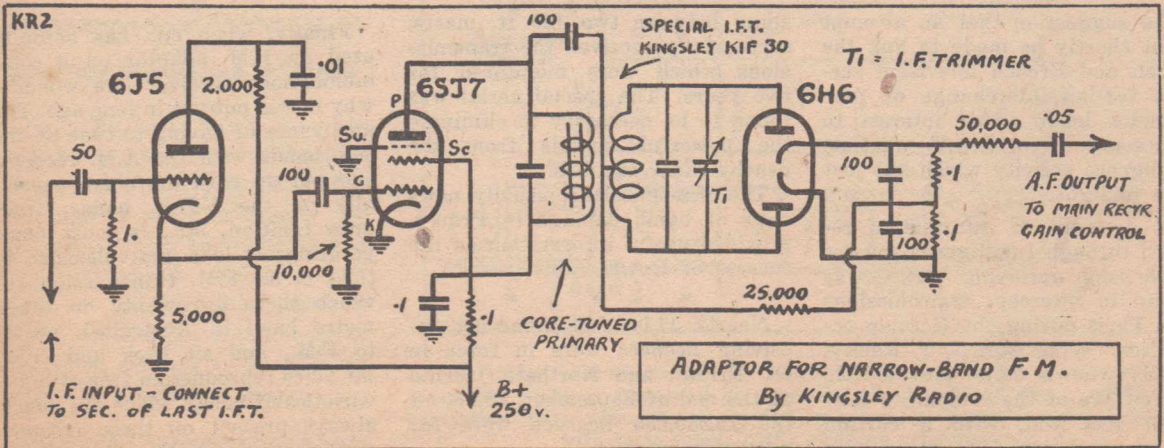 KR2
6J5
2,000
.01
50
1.
5,000
I.F. INPUT - CONNECT
TO SEC. OF LAST I.F.T.
6SJ7
P
Su.
Sc
G
K
100
10,000
.1
.1
B+
250 v.
100
SPECIAL I.F.T.
KINGSLEY KIF 30
CORE-TUNED
PRIMARY
T1 = I.F. TRIMMER
T1
6H6
100
100
.1
.1
50,000
.05
25,000
A.F. OUTPUT
TO MAIN RECVR.
GAIN CONTROL
ADAPTOR FOR NARROW-BAND F.M.
By KINGSLEY RADIO